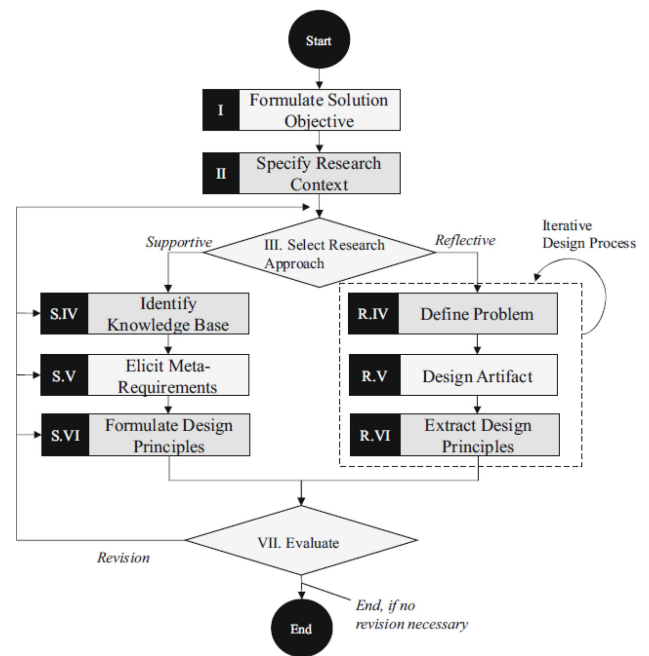 Start
I
Formulate Solution
Objective
II
Specify Research
Context
Supportive
III. Select Research
Approach
Reflective
Iterative
Design Process
S.IV
Identify
Knowledge Base
R.IV
Define Problem
S.V
Elicit Meta-
Requirements
R.V
Design Artifact
S.VI
Formulate Design
Principles
R.VI
Extract Design
Principles
VII. Evaluate
Revision
End, if no
revision necessary
End